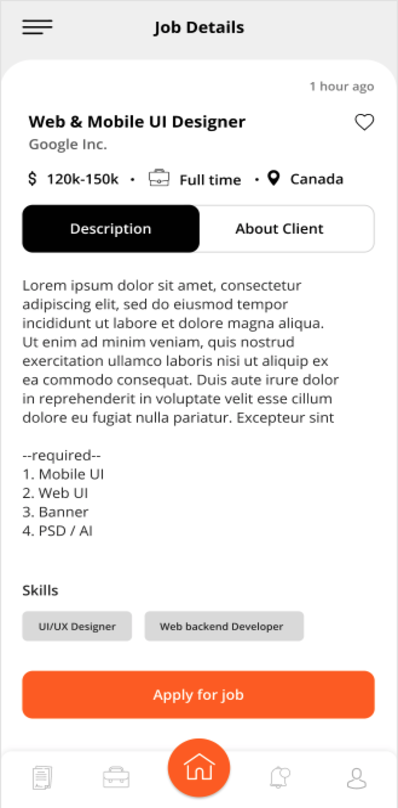 Job Details
1 hour ago
Web & Mobile UI Designer
Google Inc.
$ 120k-150k • Full time • Canada
Description About Client
Lorem ipsum dolor sit amet, consectetur
adipiscing elit, sed do eiusmod tempor
incididunt ut labore et dolore magna aliqua.
Ut enim ad minim veniam, quis nostrud
exercitation ullamco laboris nisi ut aliquip ex
ea commodo consequat. Duis aute irure dolor
in reprehenderit in voluptate velit esse cillum
dolore eu fugiat nulla pariatur. Excepteur sint
--required--
1. Mobile UI
2. Web UI
3. Banner
4. PSD / AI
Skills
UI/UX Designer Web backend Developer
Apply for job